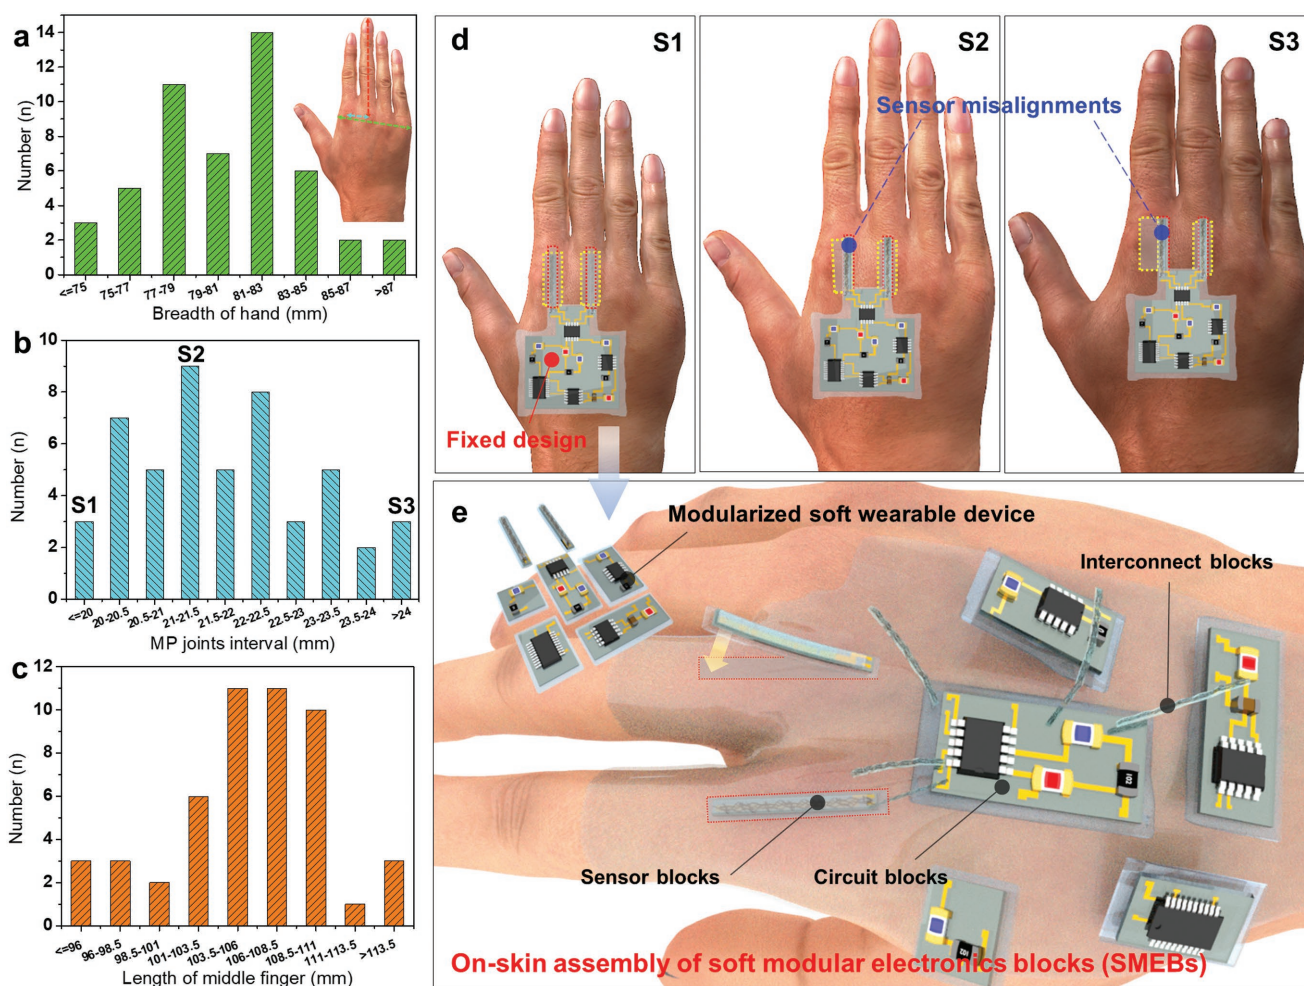 a
Number (n)
14
12
10
8
6
4
2
0
<=75
75-77
77-79
79-81
81-83
83-85
85-87
>87
Breadth of hand (mm)
b
Number (n)
10
8
6
4
2
0
S1
S2
S3
<=20
20-20.5
20.5-21
21-21.5
21.5-22
22-22.5
22.5-23
23-23.5
23.5-24
>24
MP joints interval (mm)
c
Number (n)
12
10
8
6
4
2
0
<=96
96-98.5
98.5-101
101-103.5
103.5-106
106-108.5
108.5-111
111-113.5
>113.5
Length of middle finger (mm)
d
S1
S2
S3
Sensor misalignments
Fixed design
e
Modularized soft wearable device
Interconnect blocks
Sensor blocks
Circuit blocks
102
On-skin assembly of soft modular electronics blocks (SMEBs)